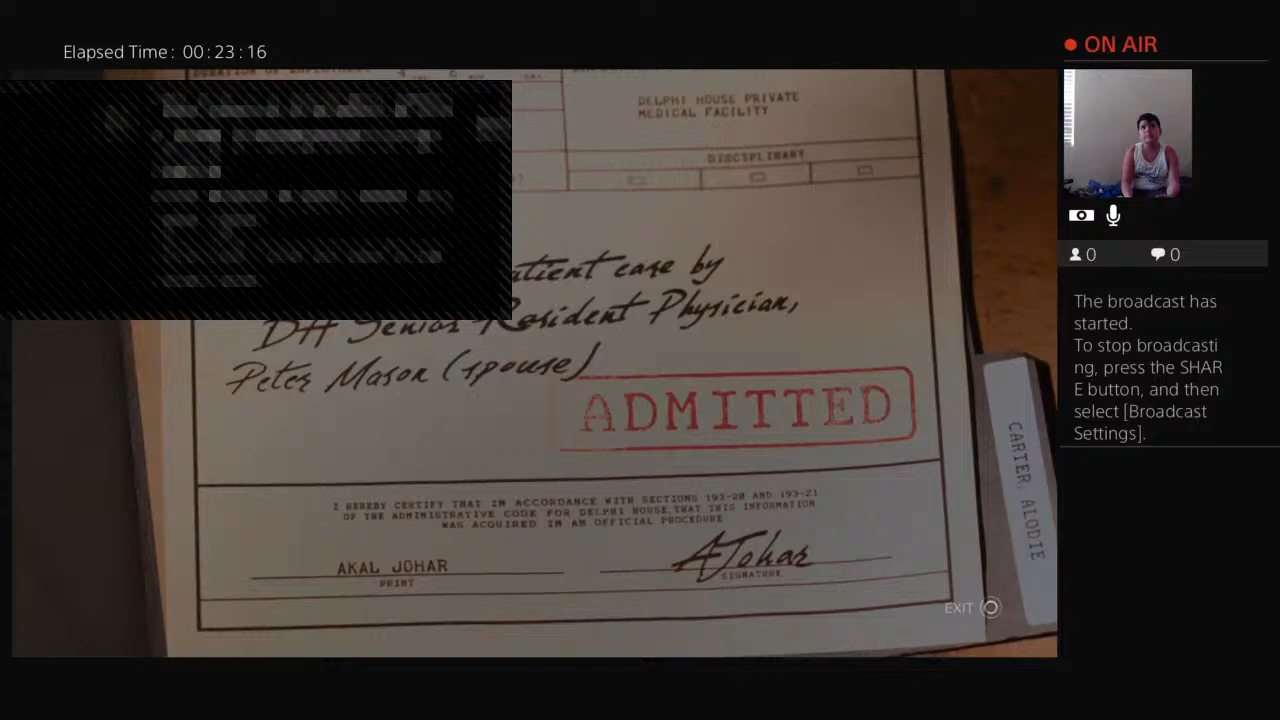 Elapsed Time: 00:23:16
ON AIR
DELPHI HOUSE PRIVATE
MEDICAL FACILITY
DISCIPLINARY
case by
DH Senior Resident Physician,
Peter Mason (spouse)
ADMITTED
I HEREBY CERTIFY THAT IN ACCORDANCE WITH SECTIONS 193-20 AND 193-21
OF THE ADMINISTRATIVE CODE FOR DELPHI HOUSE, THAT THIS INFORMATION
WAS ACQUIRED IN AN OFFICIAL PROCEDURE
AKAL JOHAR
PRINT
AJohar
SIGNATURE
CARTER, ALODIE
EXIT
0
0
The broadcast has
started.
To stop broadcasti
ng, press the SHAR
E button, and then
select [Broadcast
Settings].